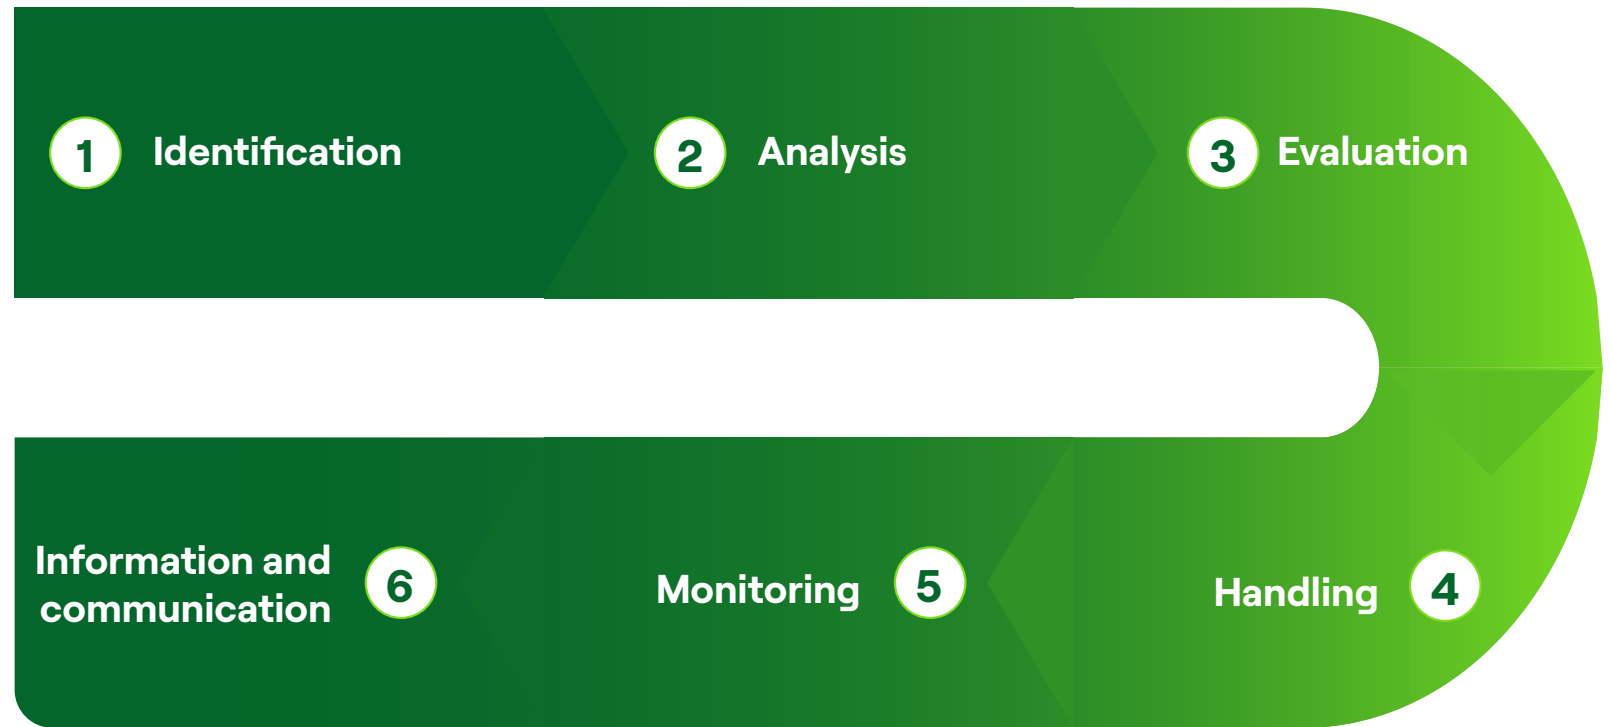 1 Identification
2 Analysis
3 Evaluation
Handling 4
Monitoring 5
Information and
communication 6